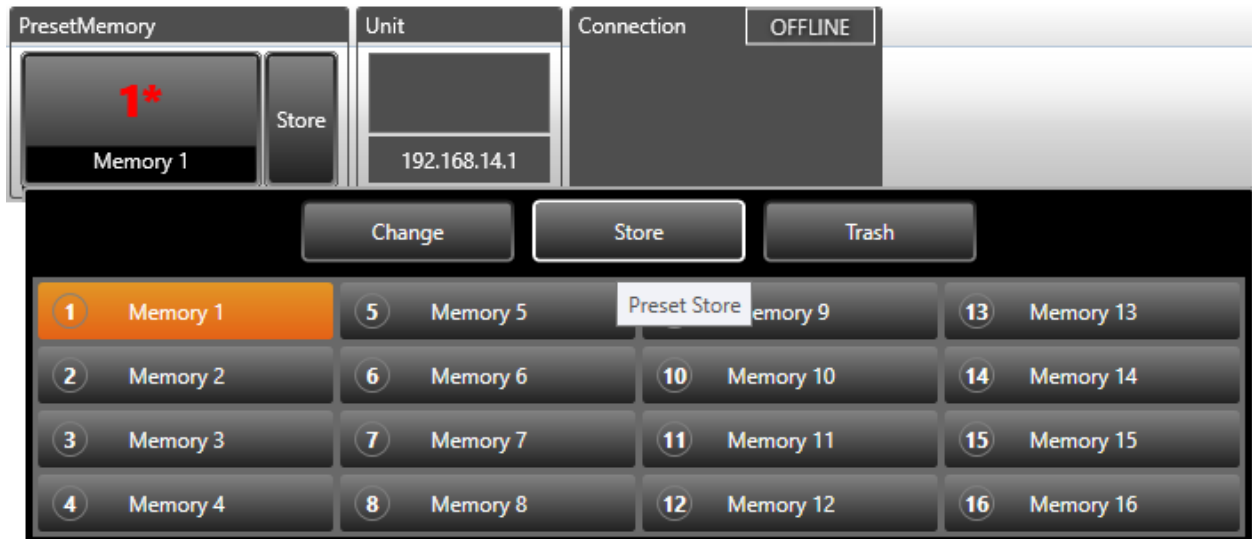 PresetMemory Unit Connection OFFLINE
1*
Store
Memory 1 192.168.14.1
Change Store Trash
Preset Store
1 Memory 1 5 Memory 5 emory 9 13 Memory 13
2 Memory 2 6 Memory 6 10 Memory 10 14 Memory 14
3 Memory 3 7 Memory 7 11 Memory 11 15 Memory 15
4 Memory 4 8 Memory 8 12 Memory 12 16 Memory 16